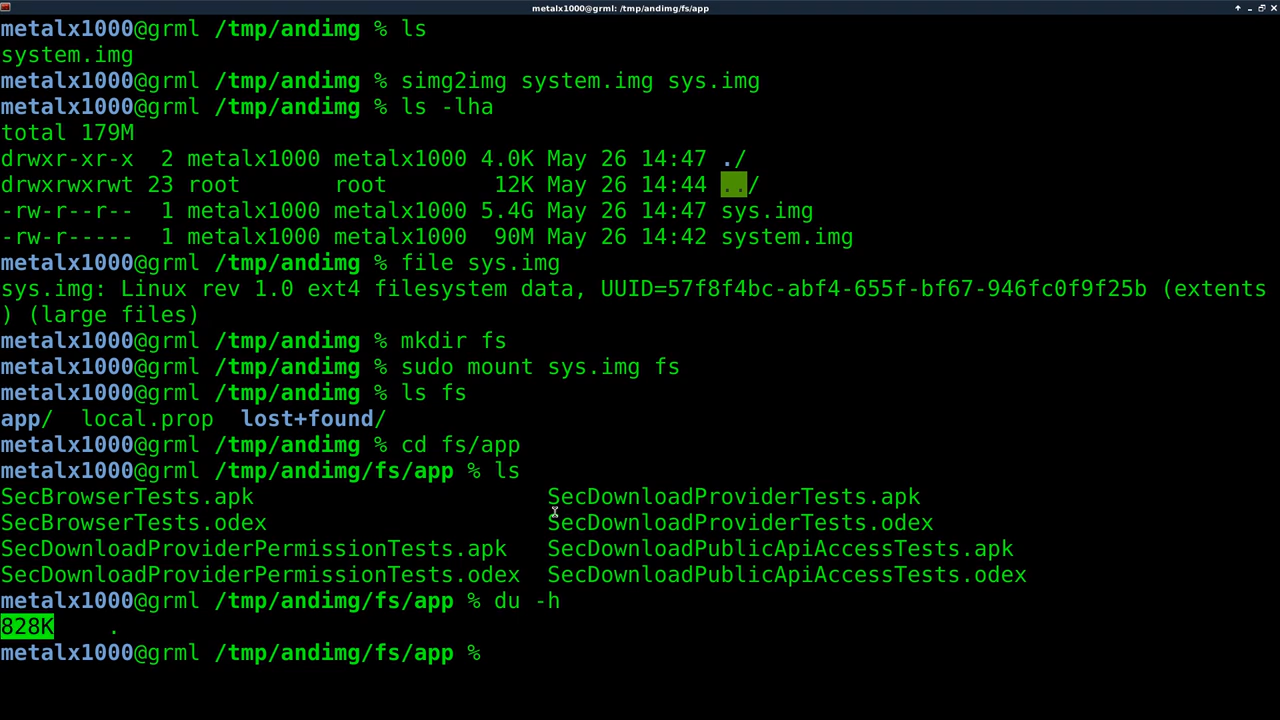 metalx1000@grml: /tmp/andimg/fs/app
metalx1000@grml /tmp/andimg % ls
system.img
metalx1000@grml /tmp/andimg % simg2img system.img sys.img
metalx1000@grml /tmp/andimg % ls -lha
total 179M
drwxr-xr-x  2 metalx1000 metalx1000 4.0K May 26 14:47 ./
drwxrwxrwt 23 root       root        12K May 26 14:44 ../
-rw-r--r--  1 metalx1000 metalx1000 5.4G May 26 14:47 sys.img
-rw-r-----  1 metalx1000 metalx1000  90M May 26 14:42 system.img
metalx1000@grml /tmp/andimg % file sys.img
sys.img: Linux rev 1.0 ext4 filesystem data, UUID=57f8f4bc-abf4-655f-bf67-946fc0f9f25b (extents
) (large files)
metalx1000@grml /tmp/andimg % mkdir fs
metalx1000@grml /tmp/andimg % sudo mount sys.img fs
metalx1000@grml /tmp/andimg % ls fs
app/  local.prop  lost+found/
metalx1000@grml /tmp/andimg % cd fs/app
metalx1000@grml /tmp/andimg/fs/app % ls
SecBrowserTests.apk                      SecDownloadProviderTests.apk
SecBrowserTests.odex                     SecDownloadProviderTests.odex
SecDownloadProviderPermissionTests.apk   SecDownloadPublicApiAccessTests.apk
SecDownloadProviderPermissionTests.odex  SecDownloadPublicApiAccessTests.odex
metalx1000@grml /tmp/andimg/fs/app % du -h
828K    .
metalx1000@grml /tmp/andimg/fs/app %